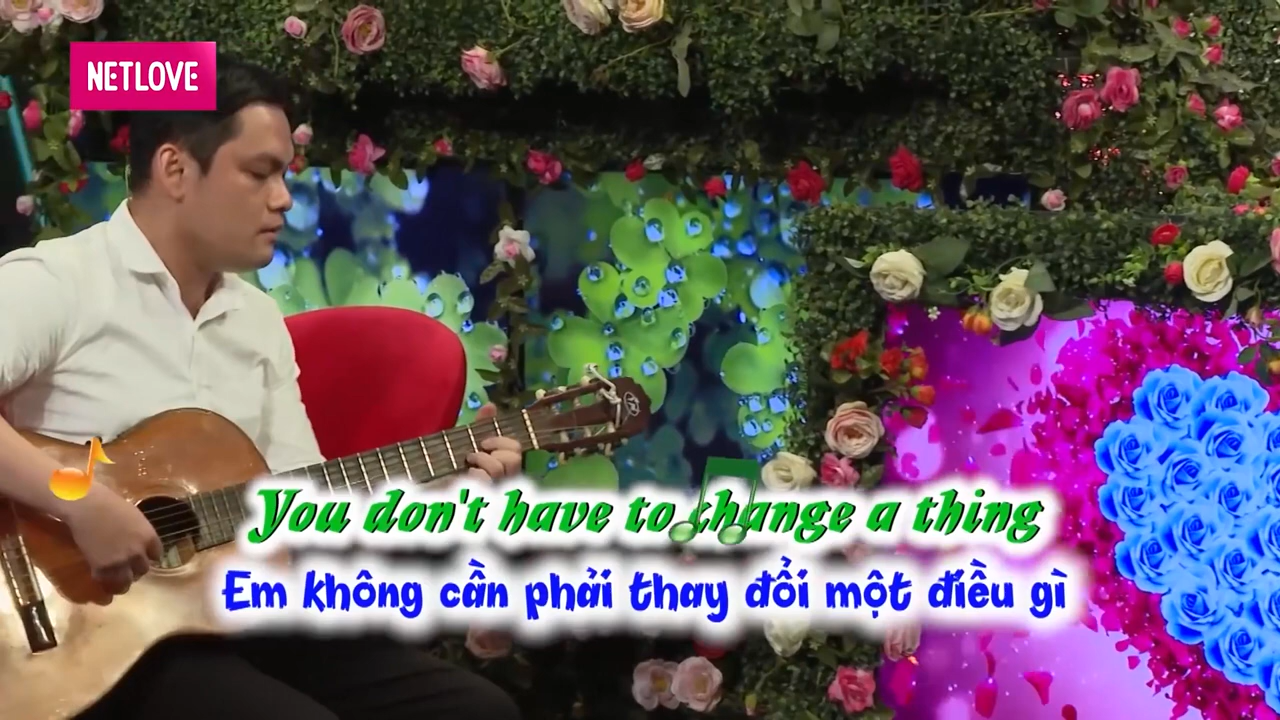 NETLOVE
You don't have to change a thing
Em không cần phải thay đổi một điều gì